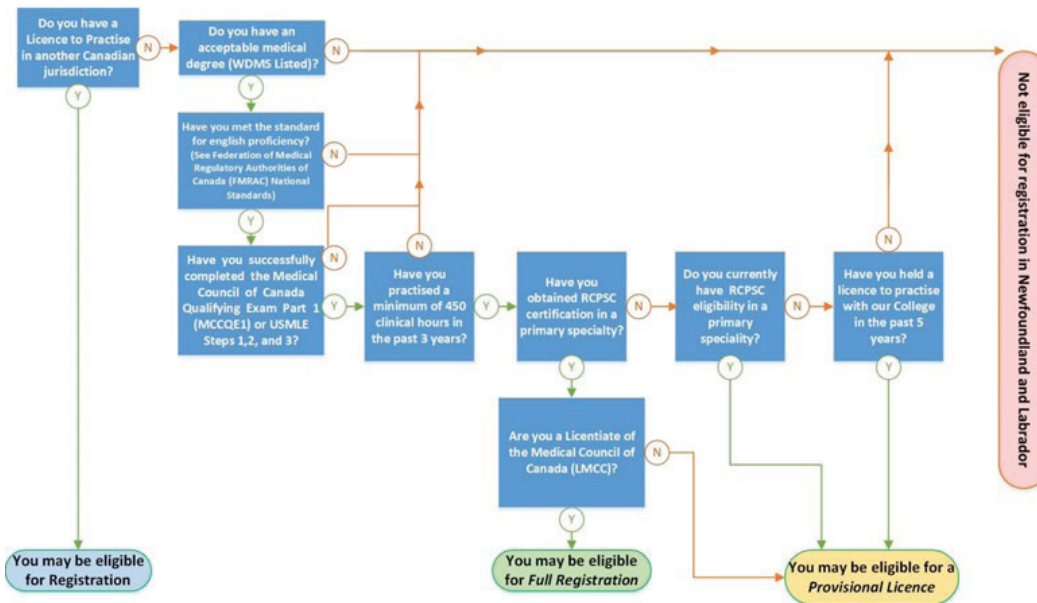 Do you have a
Licence to Practise
in another Canadian
jurisdiction?
N
Y
Do you have an
acceptable medical
degree (WDMS Listed)?
N
Y
Have you met the standard
for english proficiency?
(See Federation of Medical
Regulatory Authorities of
Canada (FMRAC) National
Standards)
N
Y
Have you successfully
completed the Medical
Council of Canada
Qualifying Exam Part 1
(MCCQE1) or USMLE
Steps 1,2, and 3?
N
Y
Have you
practised a
minimum of 450
clinical hours in
the past 3 years?
N
Y
Have you
obtained RCPSC
certification in a
primary specialty?
N
Y
Do you currently
have RCPSC
eligibility in a
primary
speciality?
N
Y
Have you held a
licence to practise
with our College
in the past 5
years?
N
Y
Are you a Licentiate of
the Medical Council of
Canada (LMCC)?
N
Y
Not eligible for registration in Newfoundland and Labrador
You may be eligible
for Registration
You may be eligible
for Full Registration
You may be eligible for a
Provisional Licence